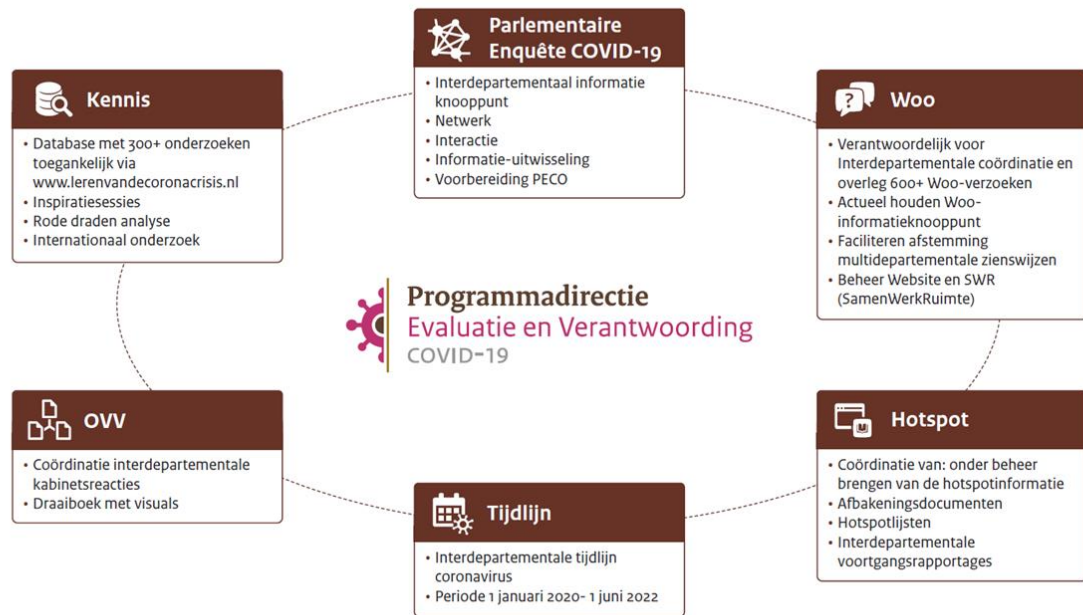 Parlementaire
Enquête COVID-19
• Interdepartementaal informatie
knooppunt
• Netwerk
• Interactie
• Informatie-uitwisseling
• Voorbereiding PECO
Kennis
• Database met 300+ onderzoeken
toegankelijk via
www.lerenvandecoronacrisis.nl
• Inspiratiesessies
• Rode draden analyse
• Internationaal onderzoek
Woo
• Verantwoordelijk voor
Interdepartementale coördinatie en
overleg 600+ Woo-verzoeken
• Actueel houden Woo-
informatieknooppunt
• Faciliteren afstemming
multidepartementale zienswijzen
• Beheer Website en SWR
(SamenWerkRuimte)
Programmadirectie
Evaluatie en Verantwoording
COVID-19
OVV
• Coördinatie interdepartementale
kabinetsreacties
• Draaiboek met visuals
Tijdlijn
• Interdepartementale tijdlijn
coronavirus
• Periode 1 januari 2020- 1 juni 2022
Hotspot
• Coördinatie van: onder beheer
brengen van de hotspotinformatie
• Afbakeningsdocumenten
• Hotspotlijsten
• Interdepartementale
voortgangsrapportages